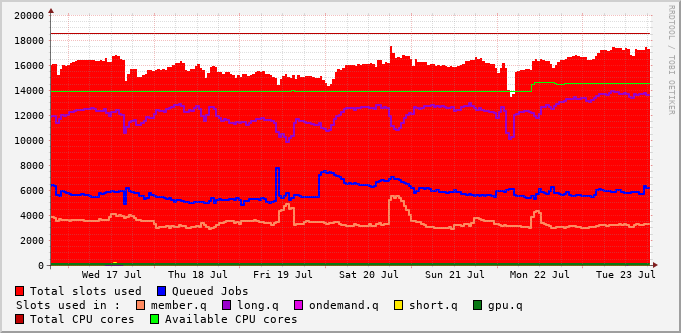 20000
18000
16000
14000
12000
10000
8000
6000
4000
2000
0
Wed 17 Jul Thu 18 Jul Fri 19 Jul Sat 20 Jul Sun 21 Jul Mon 22 Jul Tue 23 Jul
Total slots used Queued Jobs
Slots used in : member.q long.q ondemand.q short.q gpu.q
Total CPU cores Available CPU cores
RRDTOOL / TOBI OETIKER